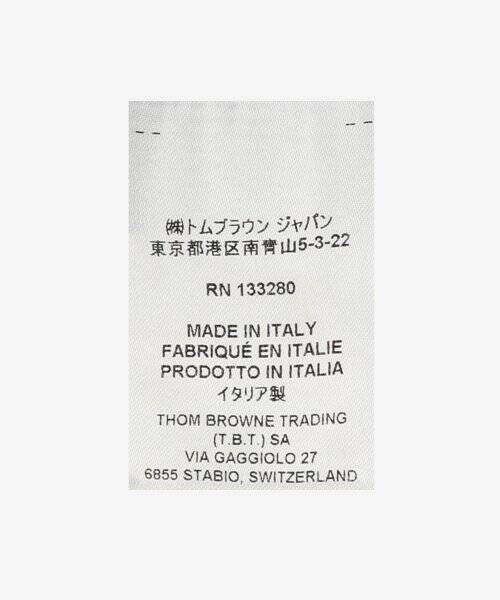 ㈱トムブラウン ジャパン
東京都港区南青山5-3-22
RN 133280
MADE IN ITALY
FABRIQUÉ EN ITALIE
PRODOTTO IN ITALIA
イタリア製
THOM BROWNE TRADING
(T.B.T.) SA
VIA GAGGIOLO 27
6855 STABIO, SWITZERLAND